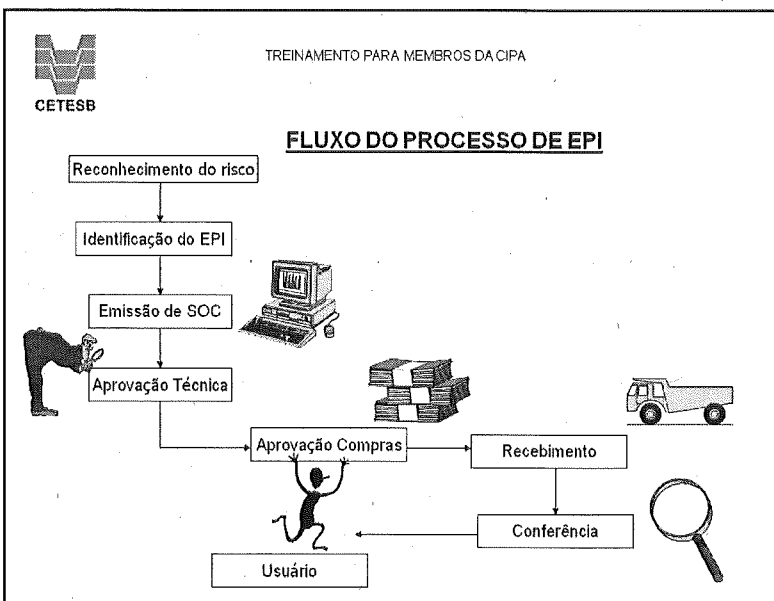 TREINAMENTO PARA MEMBROS DA CIPA
CETESB
FLUXO DO PROCESSO DE EPI
Reconhecimento do risco
Identificação do EPI
Emissão de SOC
Aprovação Técnica
Aprovação Compras
Recebimento
Conferência
Usuário